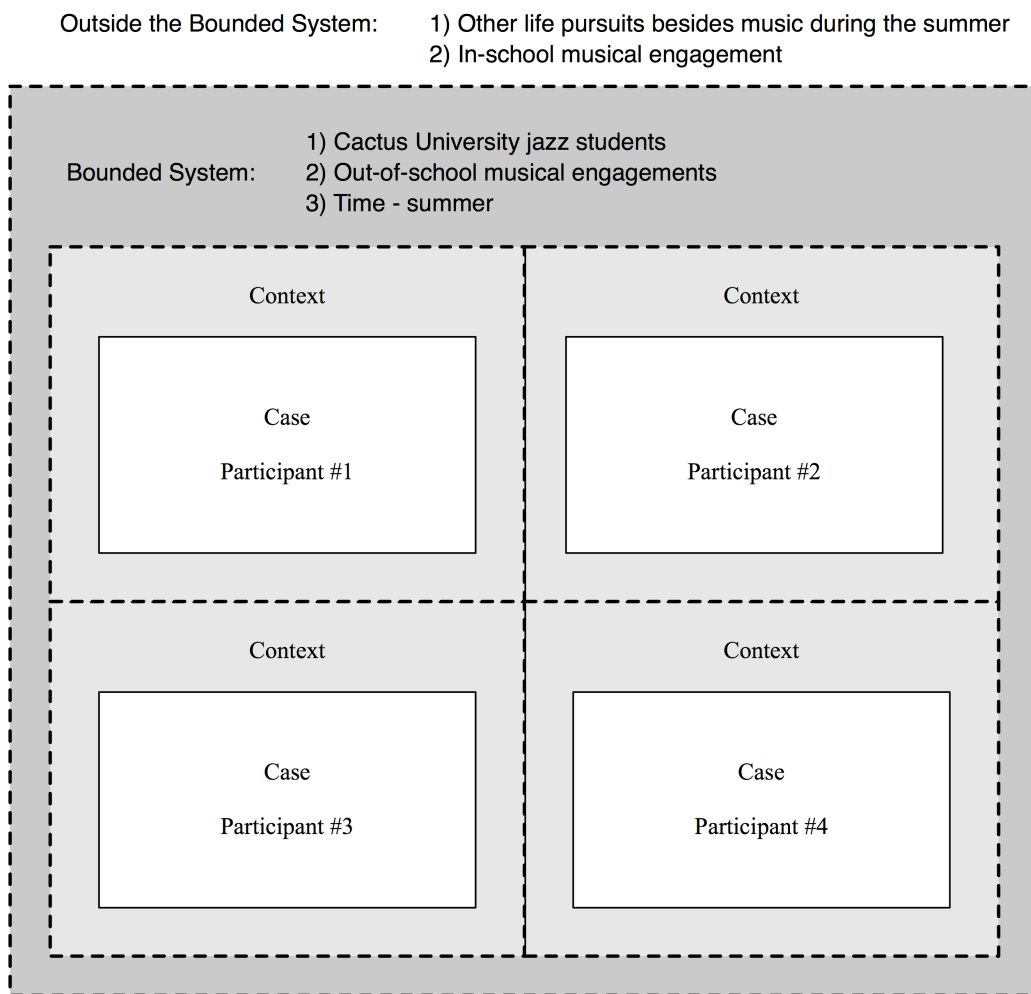 Outside the Bounded System: 1) Other life pursuits besides music during the summer
2) In-school musical engagement
1) Cactus University jazz students
Bounded System: 2) Out-of-school musical engagements
3) Time - summer
Context
Context
Case
Participant #1
Case
Participant #2
Context
Context
Case
Participant #3
Case
Participant #4